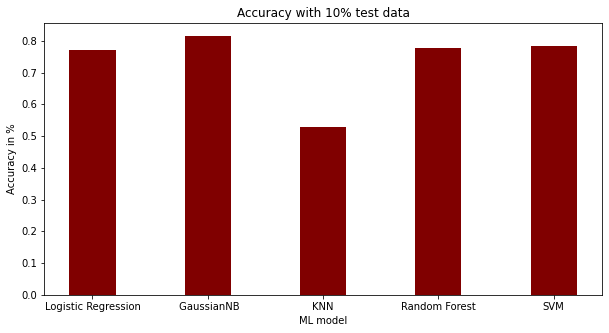 Accuracy with 10% test data
Accuracy in %
0.8
0.7
0.6
0.5
0.4
0.3
0.2
0.1
0.0
Logistic Regression
GaussianNB
KNN
Random Forest
SVM
ML model